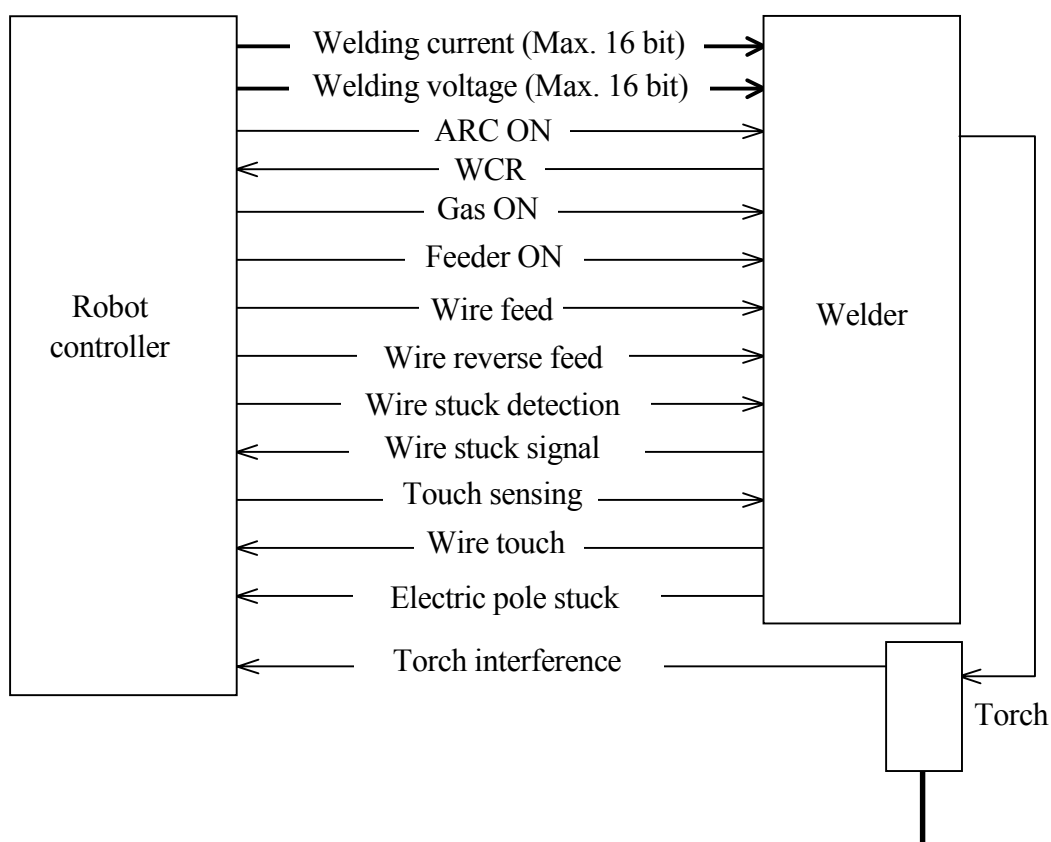 Welding current (Max. 16 bit)
Welding voltage (Max. 16 bit)
ARC ON
WCR
Gas ON
Feeder ON
Wire feed
Wire reverse feed
Wire stuck detection
Wire stuck signal
Touch sensing
Wire touch
Electric pole stuck
Torch interference
Robot
controller
Welder
Torch